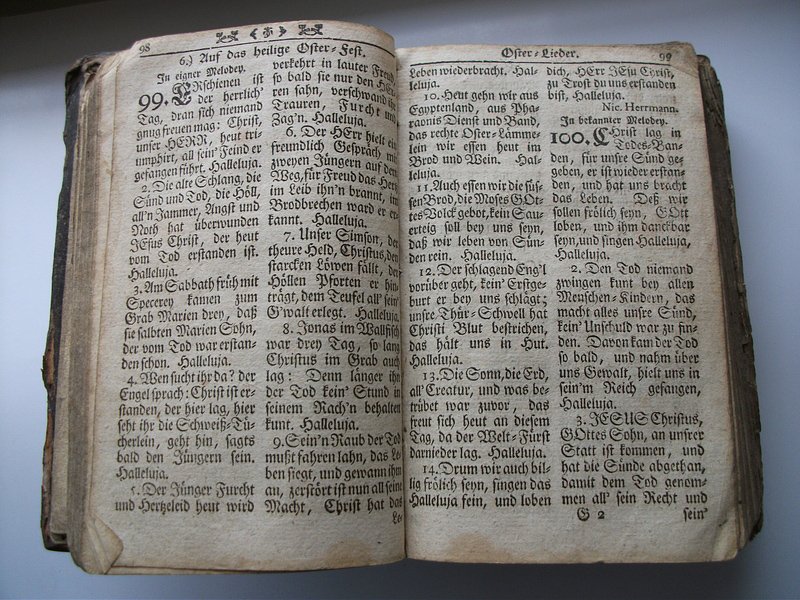 98
6.) Auf das heilige Oster-Fest.
In eigner Melodey.
99. ERschienen ist
der herrlich'
Tag, dran sich niemand
gnug freuen mag: Christ,
unser HERR, heut tri-
umphirt, all sein' Feind er
gefangen führt. Halleluja.
2. Die alte Schlang, die
Sünd und Tod, die Höll,
all'n Jammer, Angst und
Noth hat überwunden
JEsus Christ, der heut
vom Tod erstanden ist.
Halleluja.
3. Am Sabbath früh mit
Specerey kamen zum
Grab Marien drey, daß
sie salbten Marien Sohn,
der vom Tod war erstan-
den schon. Halleluja.
4. Wen sucht ihr da? der
Engel sprach: Christ ist er-
standen, der hier lag, hier
seht ihr die Schweiß-Tü-
cherlein, geht hin, sagts
bald den Jüngern sein.
Halleluja.
5. Der Jünger Furcht
und Hertzeleid heut wird
verkehrt in lauter Freud,
so bald sie nur den HEr-
ren sahn, verschwand ihr
Trauren, Furcht und
Zag'n. Halleluja.
6. Der HErr hielt ein
freundlich Gespräch mit
zweyen Jüngern auf dem
Weg, für Freud das Hertz
im Leib ihn'n brannt, im
Brodbrechen ward er er-
kannt. Halleluja.
7. Unser Simson, der
theure Held, Christus, den
starcken Löwen fällt, der
Höllen Pforten er hin-
trägt, dem Teufel all' sein'
G'walt erlegt. Halleluja.
8. Jonas im Wallfisch
war drey Tag, so lang
Christus im Grab auch
lag: Denn länger ihn
der Tod kein' Stund in
seinem Rach'n behalten
kunt. Halleluja.
9. Sein'n Raub der Tod
mußt fahren lahn, das Le-
ben siegt, und gewann ihm
an, zerstört ist nun all seine
Macht, Christ hat das
Le-
Oster-Lieder. 99
Leben wiederbracht. Hal-
leluja.
10. Heut gehn wir aus
Egyptenland, aus Pha-
raonis Dienst und Band,
das rechte Oster-Lämme-
lein wir essen heut im
Brod und Wein. Hal-
leluja.
11. Auch essen wir die süs-
sen Brod, die Moses GOt-
tes Volck gebot, kein Sau-
erteig soll bey uns seyn,
daß wir leben von Sün-
den rein. Halleluja.
12. Der schlagend Eng'l
vorüber geht, kein' Erstge-
burt er bey uns schlägt;
unsre Thür-Schwell hat
Christi Blut bestrichen,
das hält uns in Hut.
Halleluja.
13. Die Sonn, die Erd,
all' Creatur, und was be-
trübet war zuvor, das
freut sich heut an diesem
Tag, da der Welt-Fürst
darnieder lag. Halleluja.
14. Drum wir auch bil-
lig frölich seyn, singen das
Halleluja fein, und loben
dich, HErr JEsu Christ,
zu Trost du uns erstanden
bist, Halleluja.
Nic. Herrmann.
In bekannter Melodey.
100. CHrist lag in
Todes-Ban-
den, für unsre Sünd ge-
geben, er ist wieder erstan-
den, und hat uns bracht
das Leben. Deß wir
sollen frölich seyn, GOtt
loben, und ihm danckbar
seyn, und singen Halleluja,
Halleluja.
2. Den Tod niemand
zwingen kunt bey allen
Menschen-Kindern, das
macht alles unsre Sünd,
kein' Unschuld war zu fin-
den. Davon kam der Tod
so bald, und nahm über
uns Gewalt, hielt uns in
sein'm Reich gefangen,
Halleluja.
3. JESUS Christus,
GOttes Sohn, an unsrer
Statt ist kommen, und
hat die Sünde abgethan,
damit dem Tod genom-
men all' sein Recht und
G 2 sein'